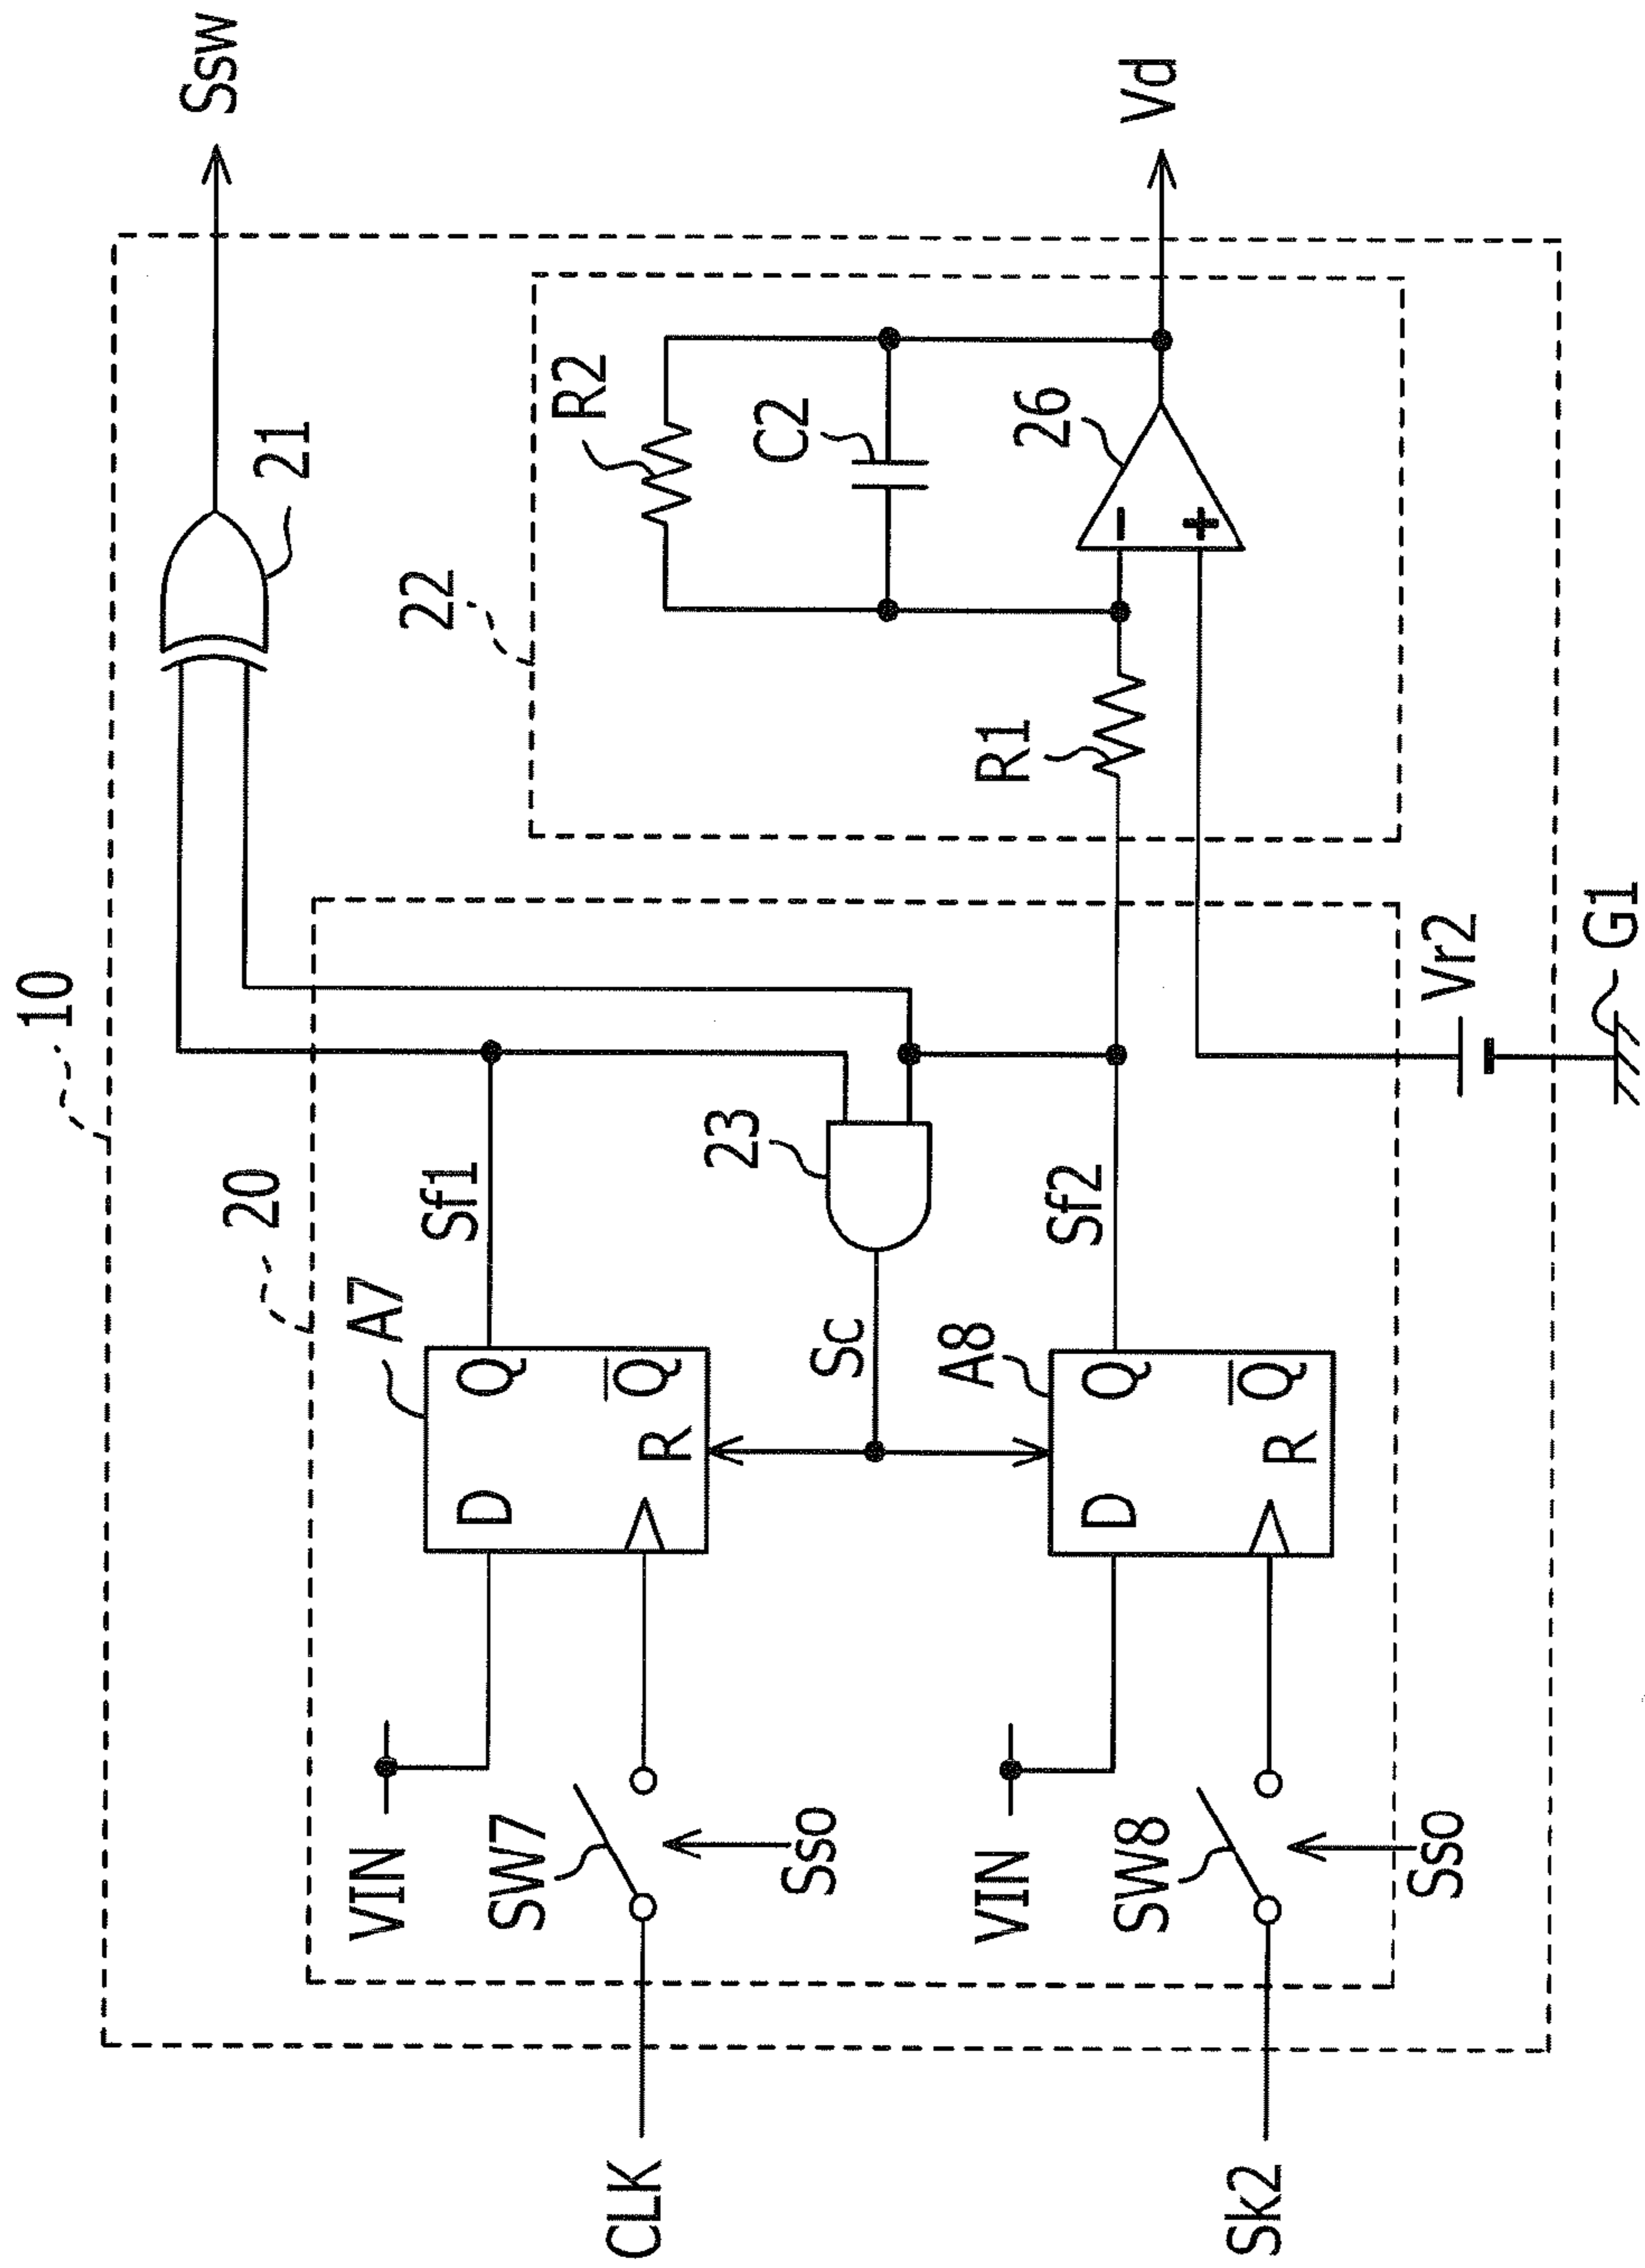 10
20
CLK
SW7
Sso
VIN
A7
D
Q
R
Q̅
Sf1
Sc
23
21
Ssw
Sk2
SW8
Sso
VIN
A8
D
Q
R
Q̅
Sf2
22
R1
R2
C2
26
−
+
Vd
Vr2
G1